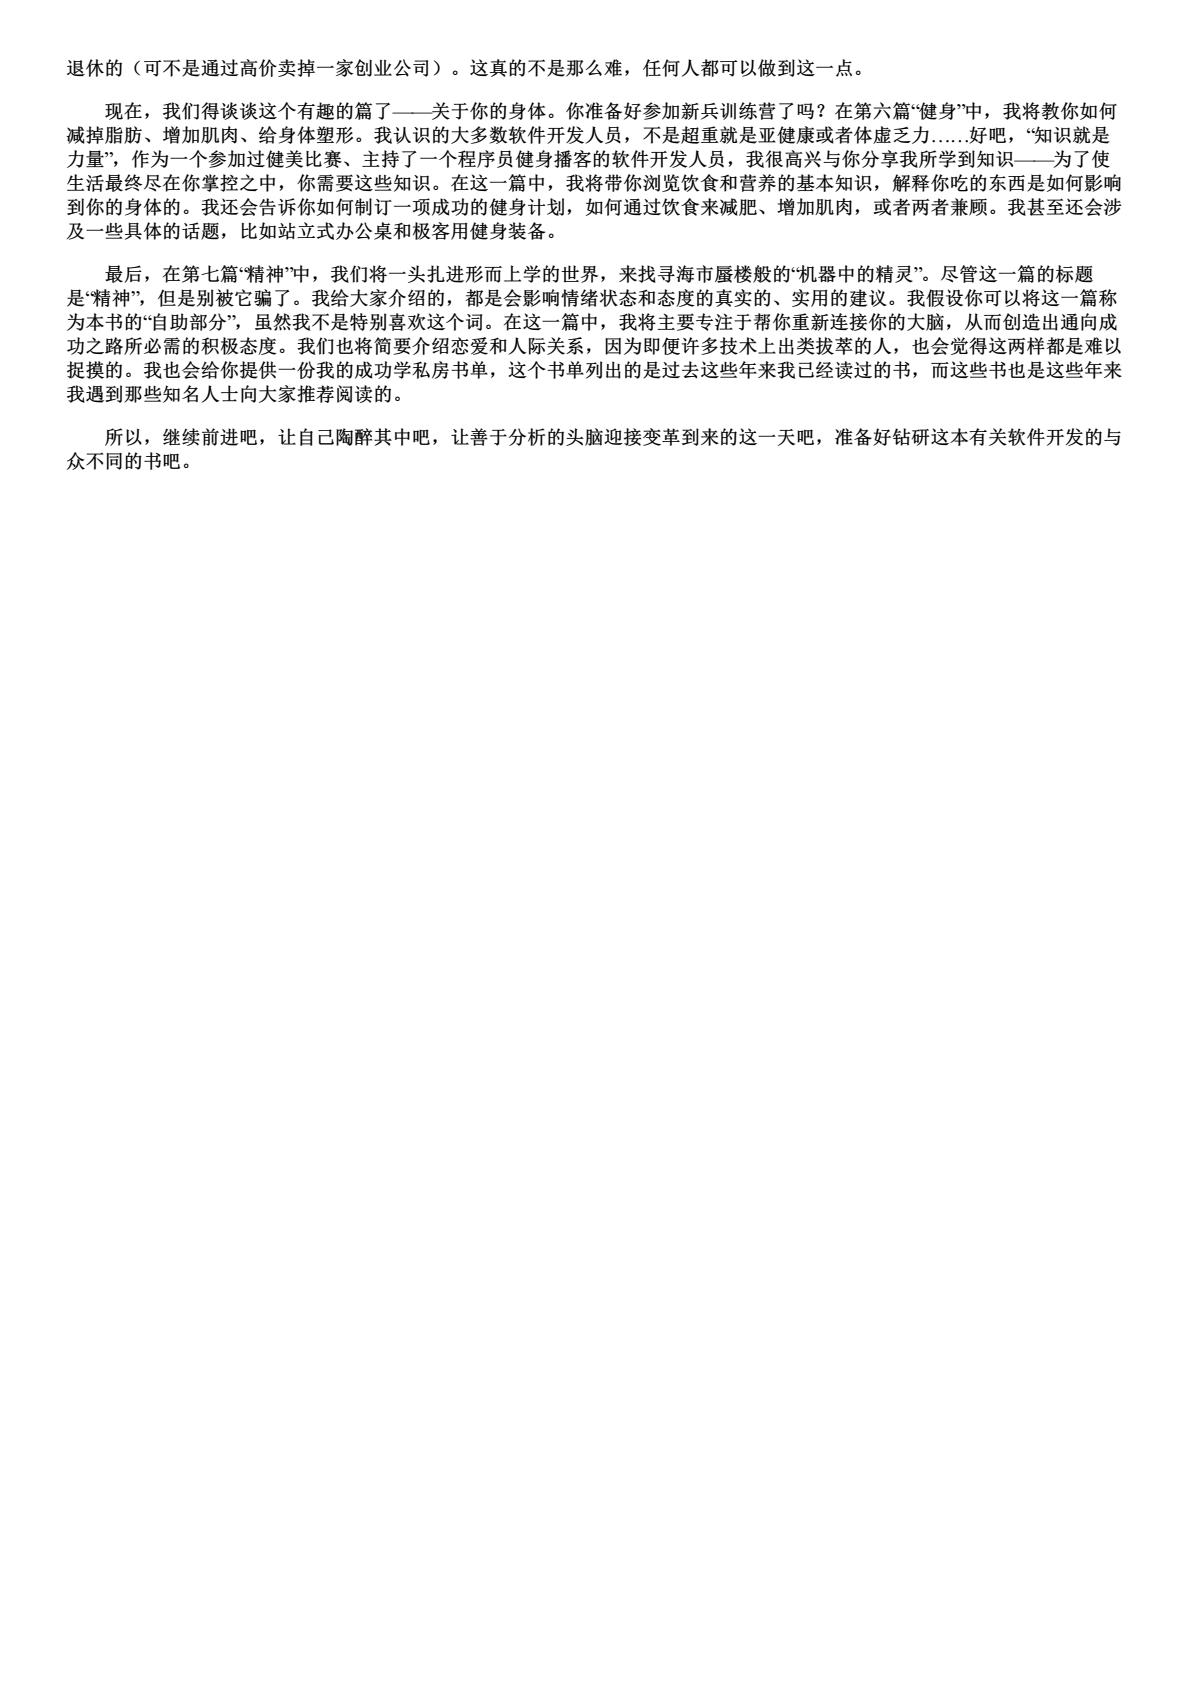 退休的（可不是通过高价卖掉一家创业公司）。这真的不是那么难，任何人都可以做到这一点。
现在，我们得谈谈这个有趣的篇了——关于你的身体。你准备好参加新兵训练营了吗？在第六篇“健身”中，我将教你如何
减掉脂肪、增加肌肉、给身体塑形。我认识的大多数软件开发人员，不是超重就是亚健康或者体虚乏力……好吧，“知识就是
力量”，作为一个参加过健美比赛、主持了一个程序员健身播客的软件开发人员，我很高兴与你分享我所学到知识——为了使
生活最终尽在你掌控之中，你需要这些知识。在这一篇中，我将带你浏览饮食和营养的基本知识，解释你吃的东西是如何影响
到你的身体的。我还会告诉你如何制订一项成功的健身计划，如何通过饮食来减肥、增加肌肉，或者两者兼顾。我甚至还会涉
及一些具体的话题，比如站立式办公桌和极客用健身装备。
最后，在第七篇“精神”中，我们将一头扎进形而上学的世界，来找寻海市蜃楼般的“机器中的精灵”。尽管这一篇的标题
是“精神”，但是别被它骗了。我给大家介绍的，都是会影响情绪状态和态度的真实的、实用的建议。我假设你可以将这一篇称
为本书的“自助部分”，虽然我不是特别喜欢这个词。在这一篇中，我将主要专注于帮你重新连接你的大脑，从而创造出通向成
功之路所必需的积极态度。我们也将简要介绍恋爱和人际关系，因为即便许多技术上出类拔萃的人，也会觉得这两样都是难以
捉摸的。我也会给你提供一份我的成功学私房书单，这个书单列出的是过去这些年来我已经读过的书，而这些书也是这些年来
我遇到那些知名人士向大家推荐阅读的。
所以，继续前进吧，让自己陶醉其中吧，让善于分析的头脑迎接变革到来的这一天吧，准备好钻研这本有关软件开发的与
众不同的书吧。